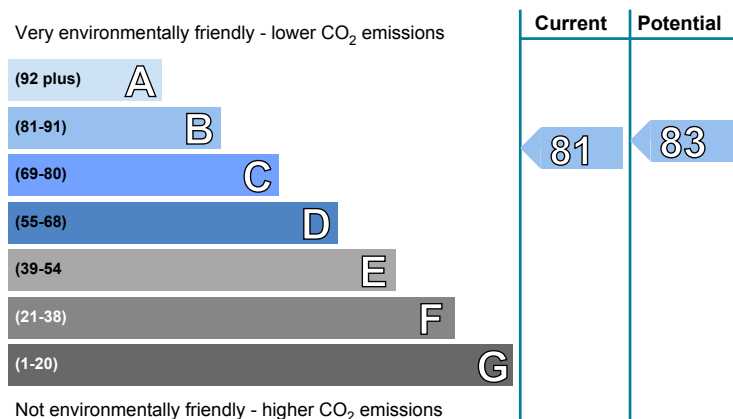 Current Potential
Very environmentally friendly - lower CO2 emissions
(92 plus) A
(81-91) B
(69-80) C
(55-68) D
(39-54 E
(21-38) F
(1-20) G
81 83
Not environmentally friendly - higher CO2 emissions